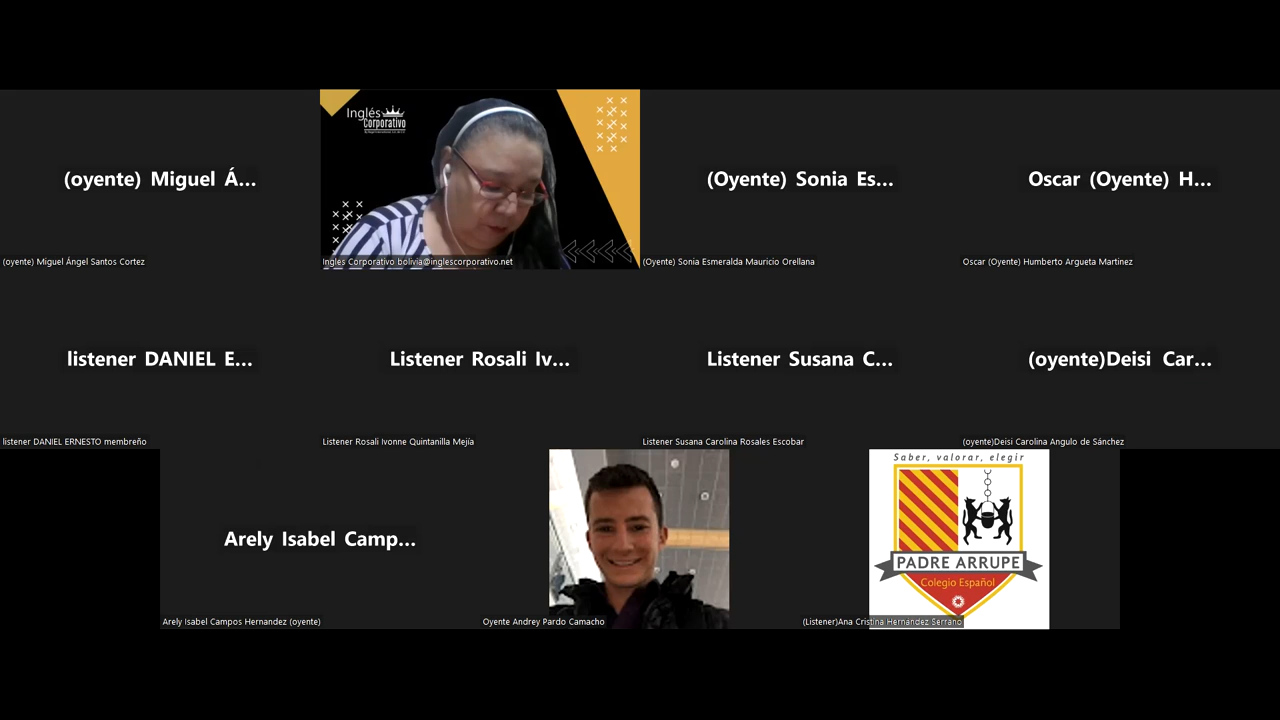 (oyente) Miguel Á...
(oyente) Miguel Ángel Santos Cortez
Inglés
Corporativo
Ingles Corporativo bolivia@inglescorporativo.net
(Oyente) Sonia Es...
(Oyente) Sonia Esmeralda Mauricio Orellana
Oscar (Oyente) H...
Oscar (Oyente) Humberto Argueta Martinez
listener DANIEL E...
listener DANIEL ERNESTO membreño
Listener Rosali Iv...
Listener Rosali Ivonne Quintanilla Mejía
Listener Susana C...
Listener Susana Carolina Rosales Escobar
(oyente)Deisi Car...
(oyente)Deisi Carolina Angulo de Sánchez
Arely Isabel Camp...
Arely Isabel Campos Hernandez (oyente)
Oyente Andrey Pardo Camacho
Saber, valorar, elegir
PADRE ARRUPE
Colegio Español
(Listener)Ana Cristina Hernández Serrano